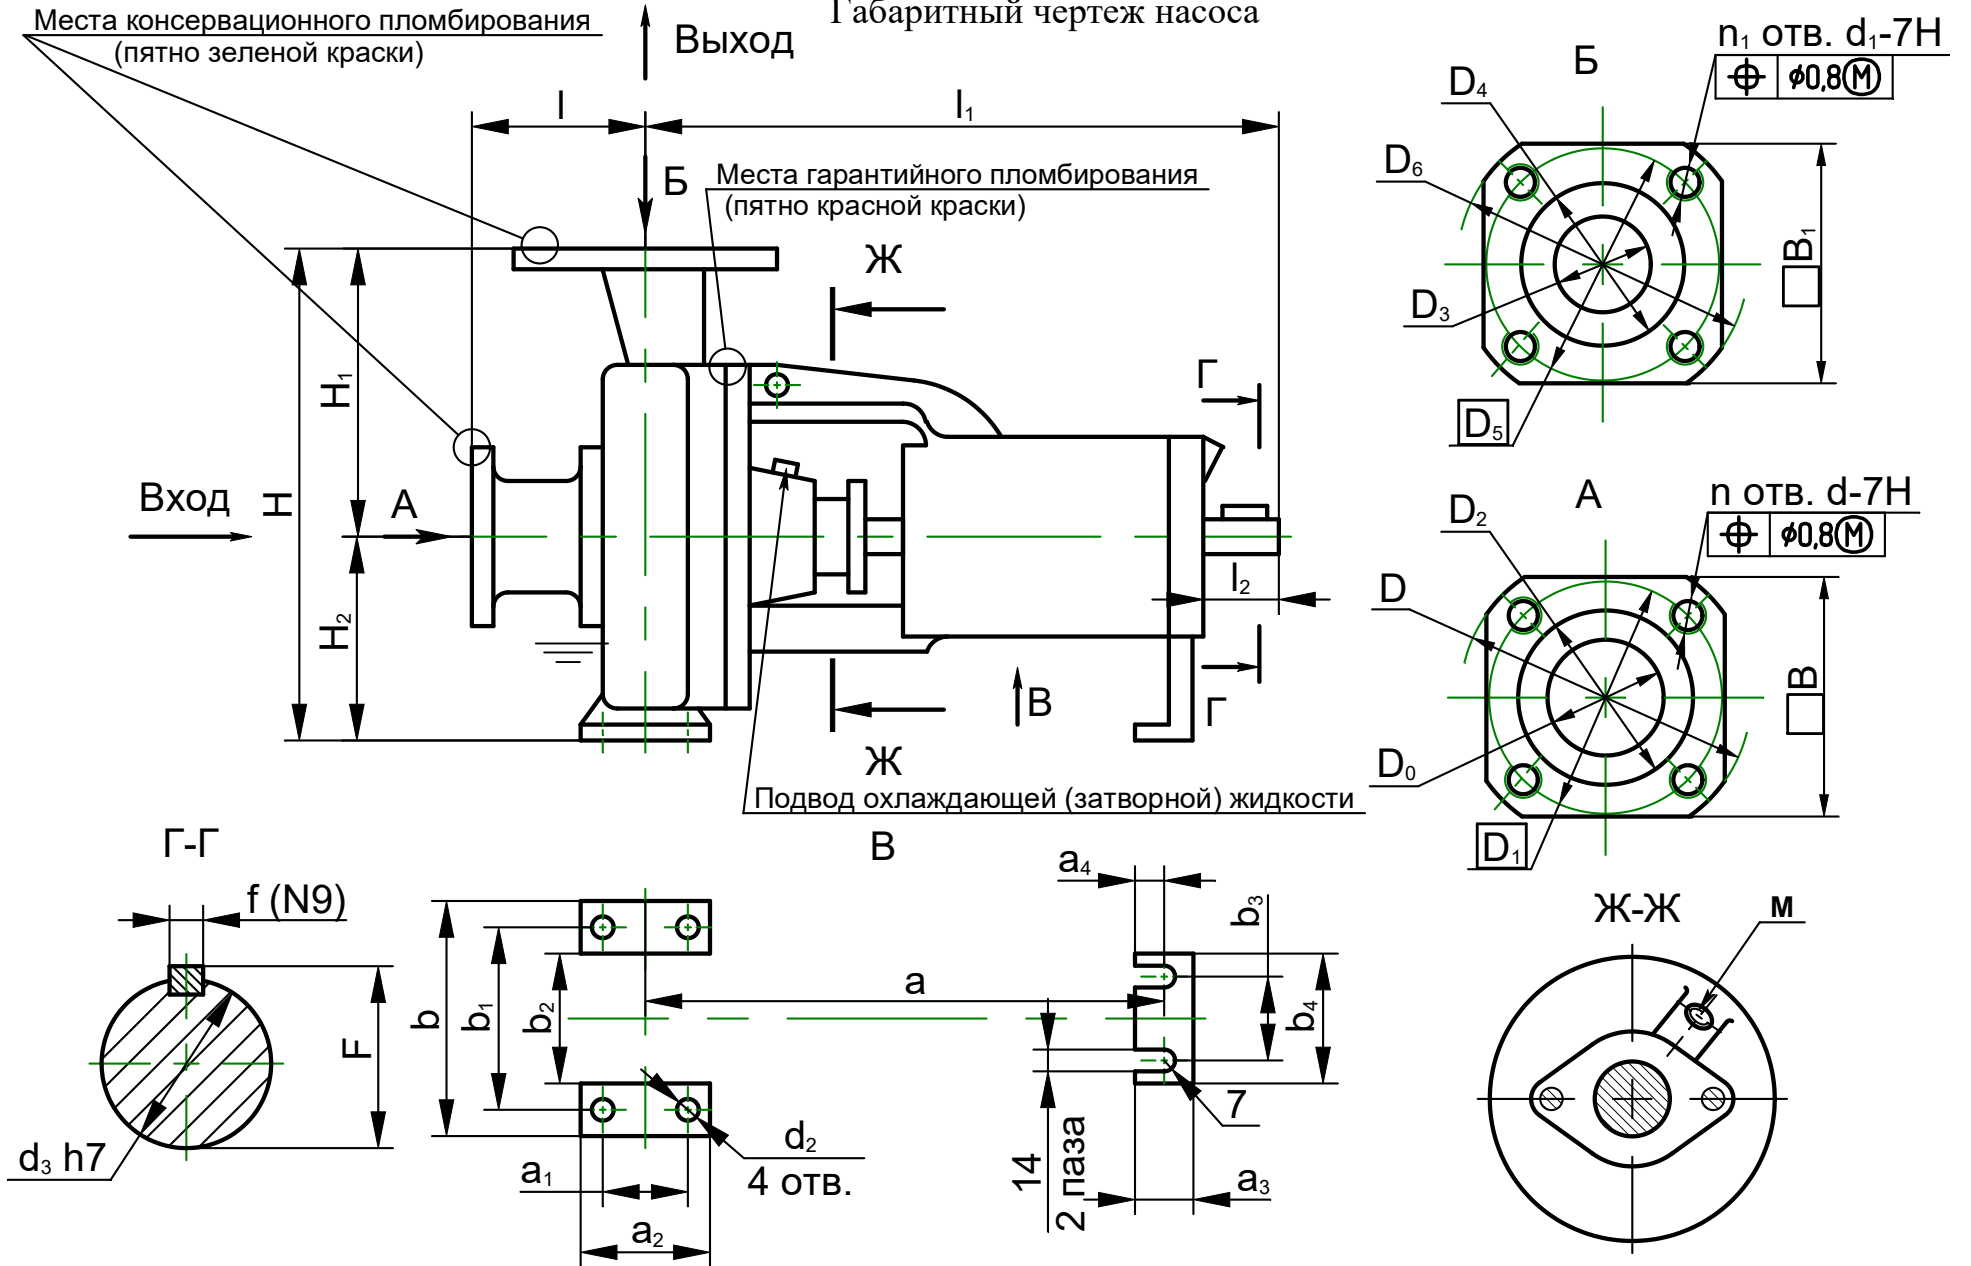 Габаритный чертеж насоса
Места консервационного пломбирования
(пятно зеленой краски)
Выход
l
l₁
Б
Места гарантийного пломбирования
(пятно красной краски)
Ж
Г
H
H₁
H₂
Вход
А
l₂
Г
В
Ж
Подвод охлаждающей (затворной) жидкости
Б
n₁ отв. d₁-7H
⌖ ϕ0,8Ⓜ
D₄
D₆
D₃
D₅
□B₁
А
n отв. d-7H
⌖ ϕ0,8Ⓜ
D₂
D
D₀
D₁
□B
Г-Г
f (N9)
F
d₃ h7
В
b
b₁
b₂
a
a₄
b₃
b₄
7
14
2 паза
a₃
d₂
4 отв.
a₁
a₂
Ж-Ж
м